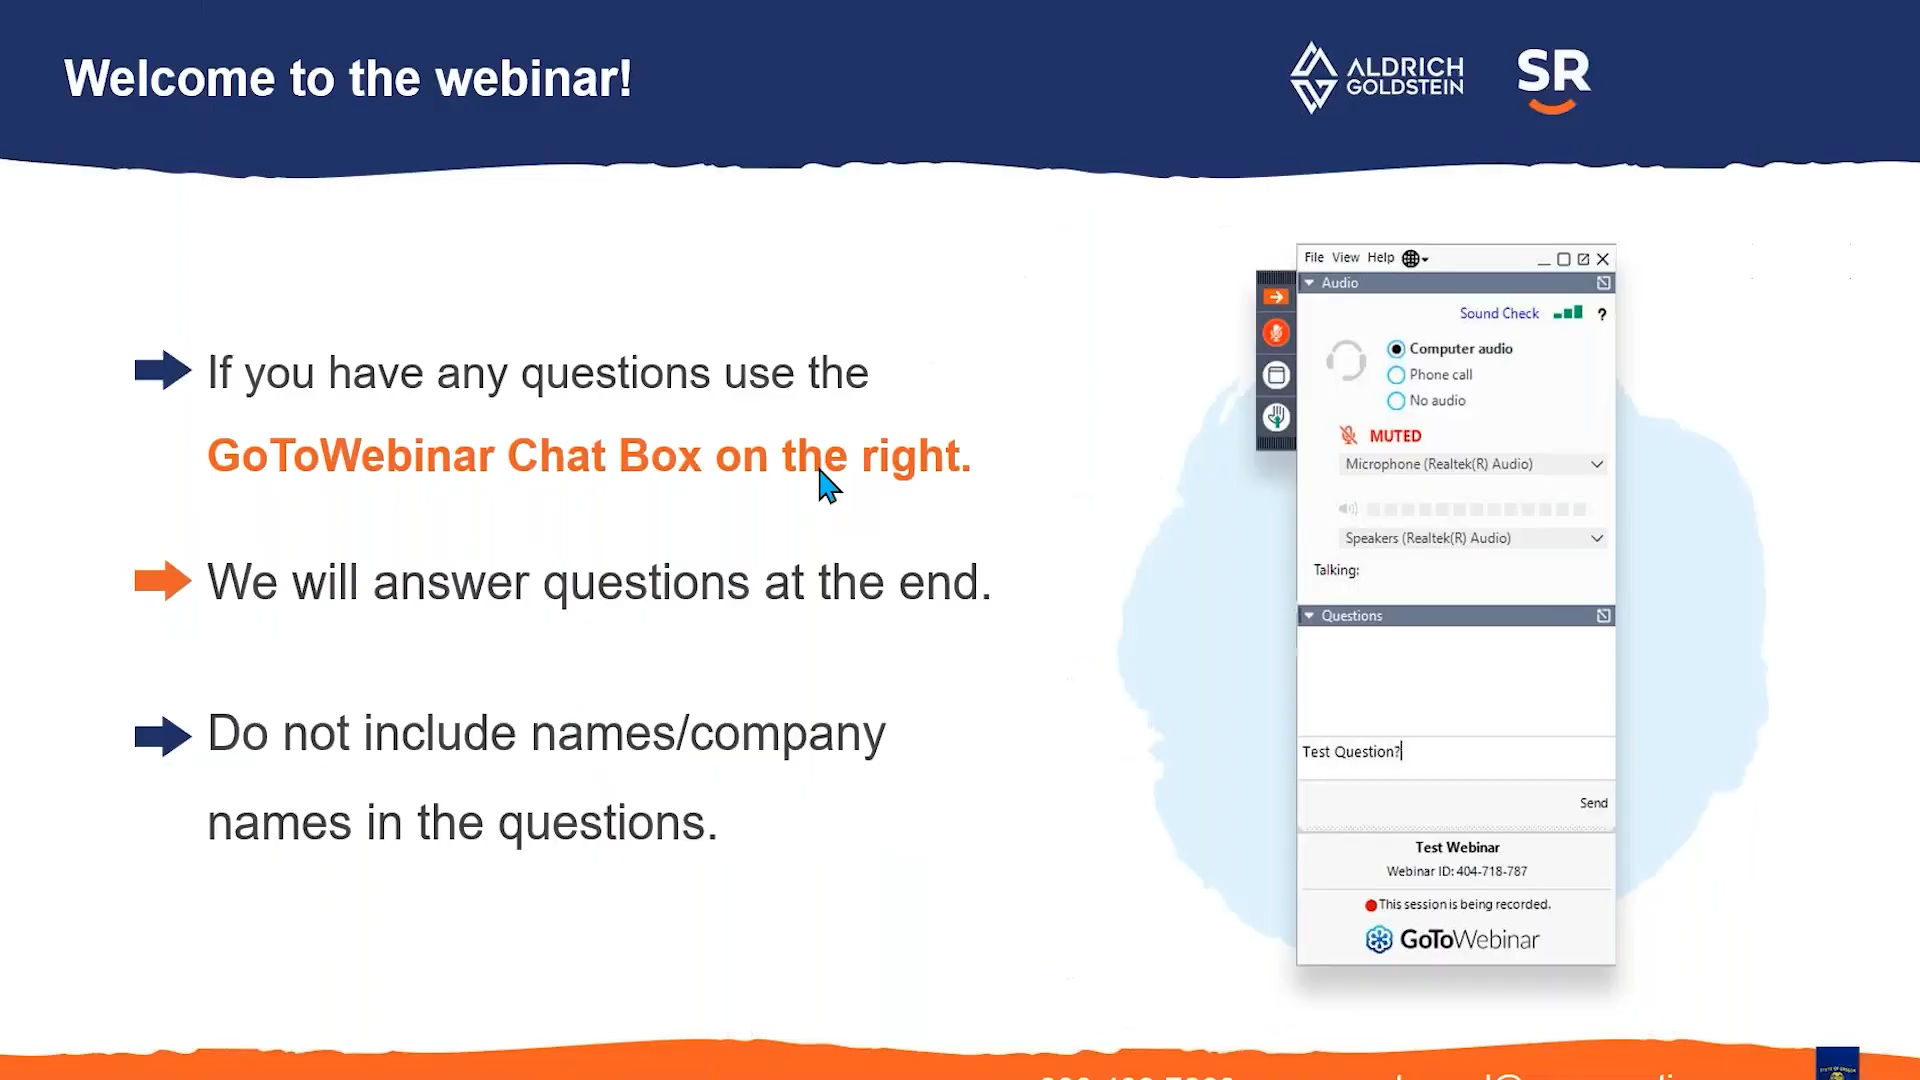 Welcome to the webinar!
ALDRICH
GOLDSTEIN
SR
If you have any questions use the
GoToWebinar Chat Box on the right.
We will answer questions at the end.
Do not include names/company
names in the questions.
File View Help
Audio
Sound Check ?
Computer audio
Phone call
No audio
MUTED
Microphone (Realtek(R) Audio)
Speakers (Realtek(R) Audio)
Talking:
Questions
Test Question?
Send
Test Webinar
Webinar ID: 404-718-787
This session is being recorded.
GoToWebinar
STATE OF OREGON